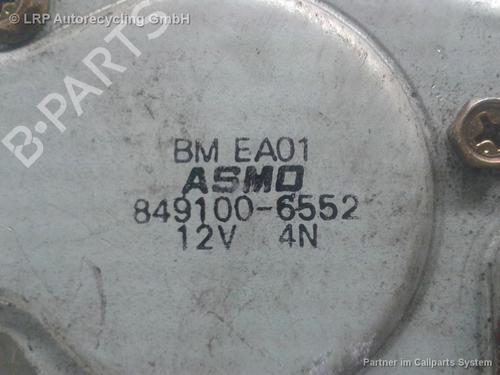 © LRP Autorecycling GmbH
B-PARTS
BM EA01
ASMO
849100-6552
12V 4N
Partner im Callparts System